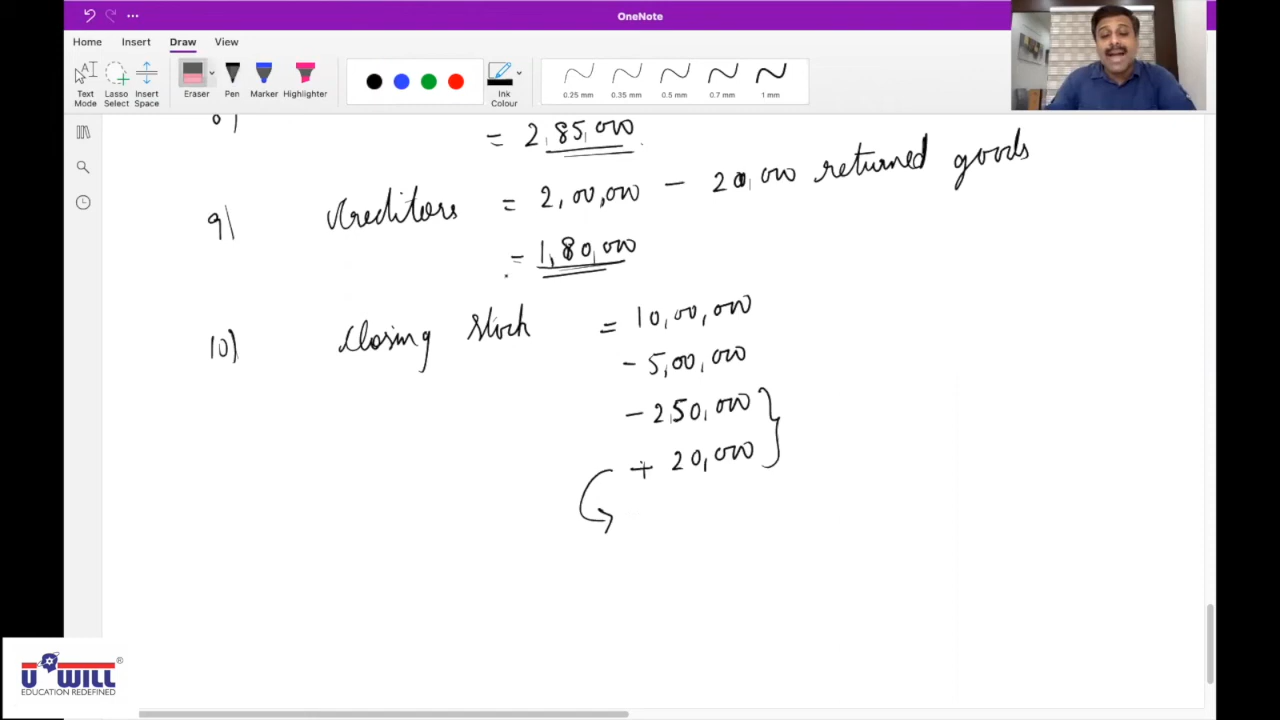 OneNote
Home Insert Draw View
Text Mode
Lasso Select
Insert Space
Eraser
Pen
Marker
Highlighter
Ink Colour
0.25 mm 0.35 mm 0.5 mm 0.7 mm 1 mm
= 2,85,000
9) Creditors = 2,00,000 - 20,000 returned goods
= 1,80,000
10) Closing Stock = 10,00,000
- 5,00,000
- 250,000
+ 20,000
U WILL ®
EDUCATION REDEFINED